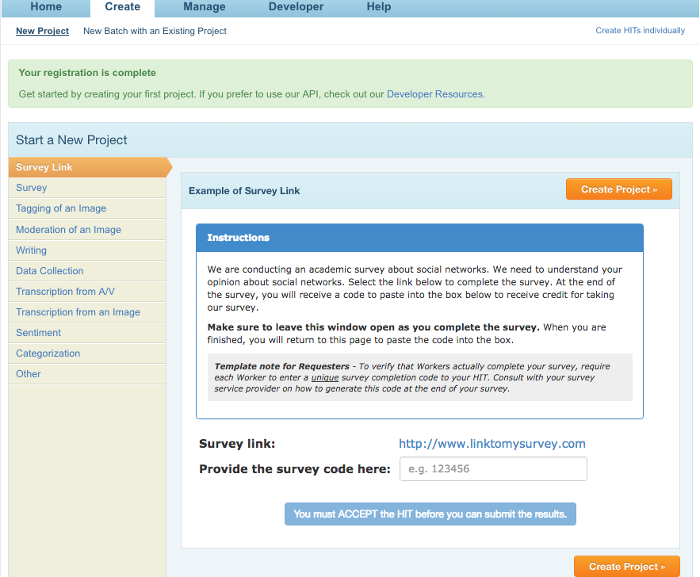 Home Create Manage Developer Help
New Project New Batch with an Existing Project Create HITs individually
Your registration is complete
Get started by creating your first project. If you prefer to use our API, check out our Developer Resources.
Start a New Project
Survey Link
Survey
Tagging of an Image
Moderation of an Image
Writing
Data Collection
Transcription from A/V
Transcription from an Image
Sentiment
Categorization
Other
Example of Survey Link
Create Project »
Instructions
We are conducting an academic survey about social networks. We need to understand your
opinion about social networks. Select the link below to complete the survey. At the end of
the survey, you will receive a code to paste into the box below to receive credit for taking
our survey.
Make sure to leave this window open as you complete the survey. When you are
finished, you will return to this page to paste the code into the box.
Template note for Requesters - To verify that Workers actually complete your survey, require
each Worker to enter a unique survey completion code to your HIT. Consult with your survey
service provider on how to generate this code at the end of your survey.
Survey link: http://www.linktomysurvey.com
Provide the survey code here: e.g. 123456
You must ACCEPT the HIT before you can submit the results.
Create Project »